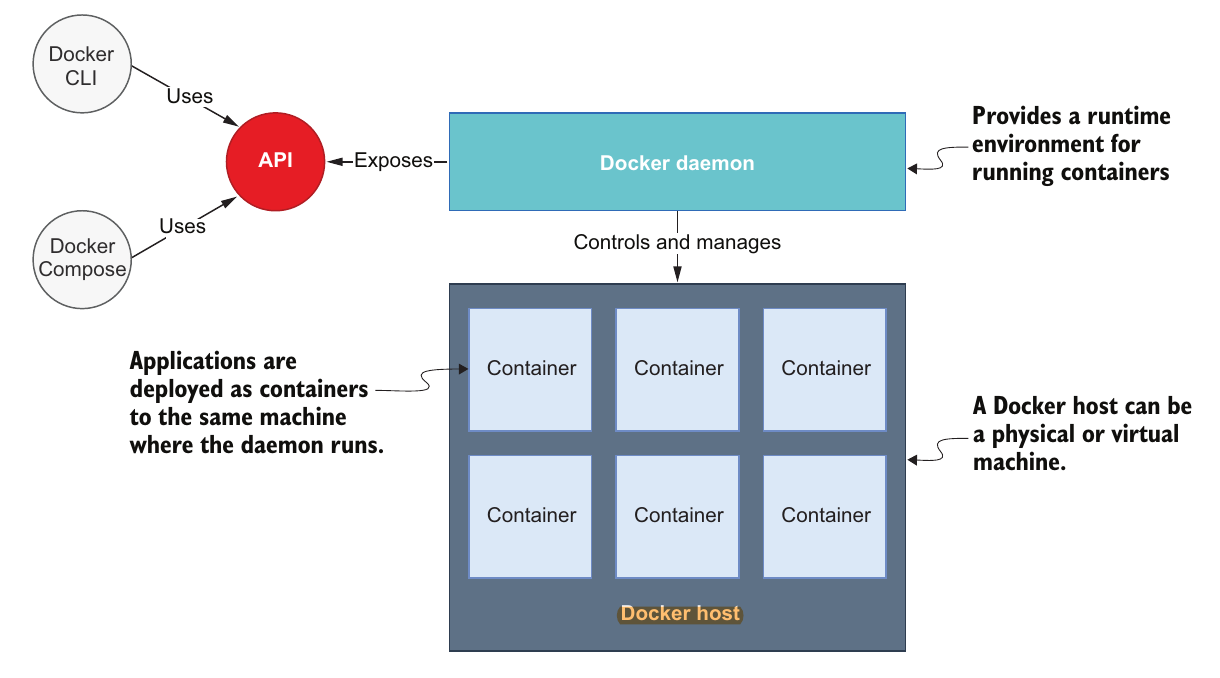 Docker
CLI
Uses
API
Exposes
Docker daemon
Provides a runtime
environment for
running containers
Uses
Docker
Compose
Controls and manages
Applications are
deployed as containers
to the same machine
where the daemon runs.
Container
Container
Container
A Docker host can be
a physical or virtual
machine.
Container
Container
Container
Docker host